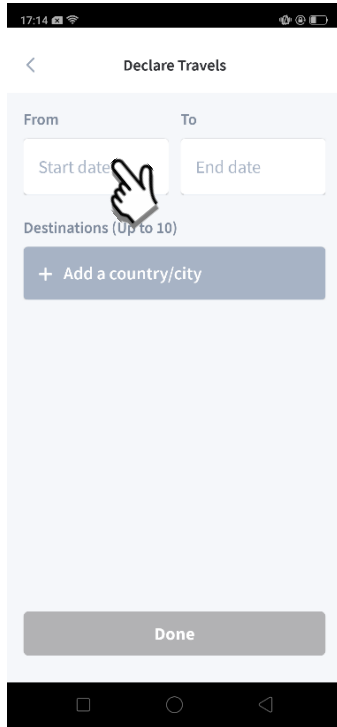 17:14
Declare Travels
From To
Start date End date
Destinations (Up to 10)
+ Add a country/city
Done